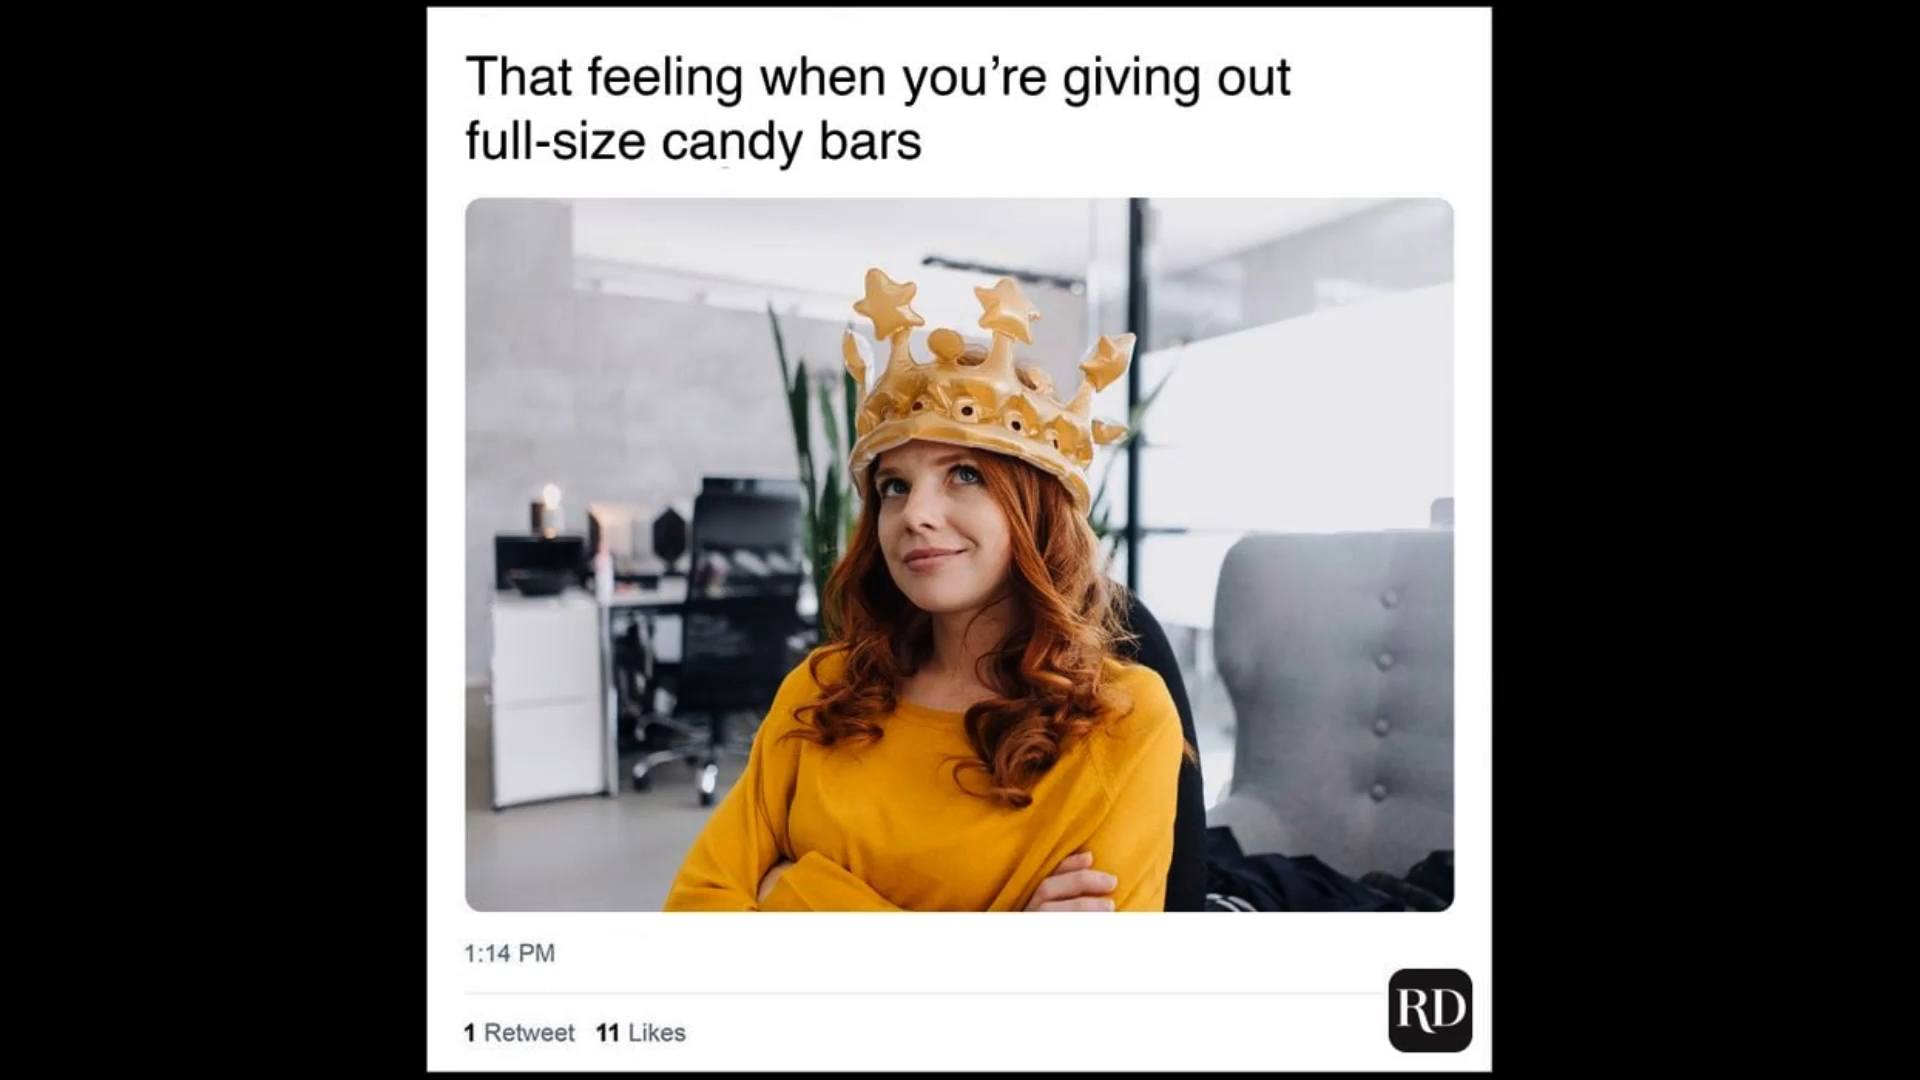 That feeling when you’re giving out
full-size candy bars
1:14 PM
1 Retweet 11 Likes
RD